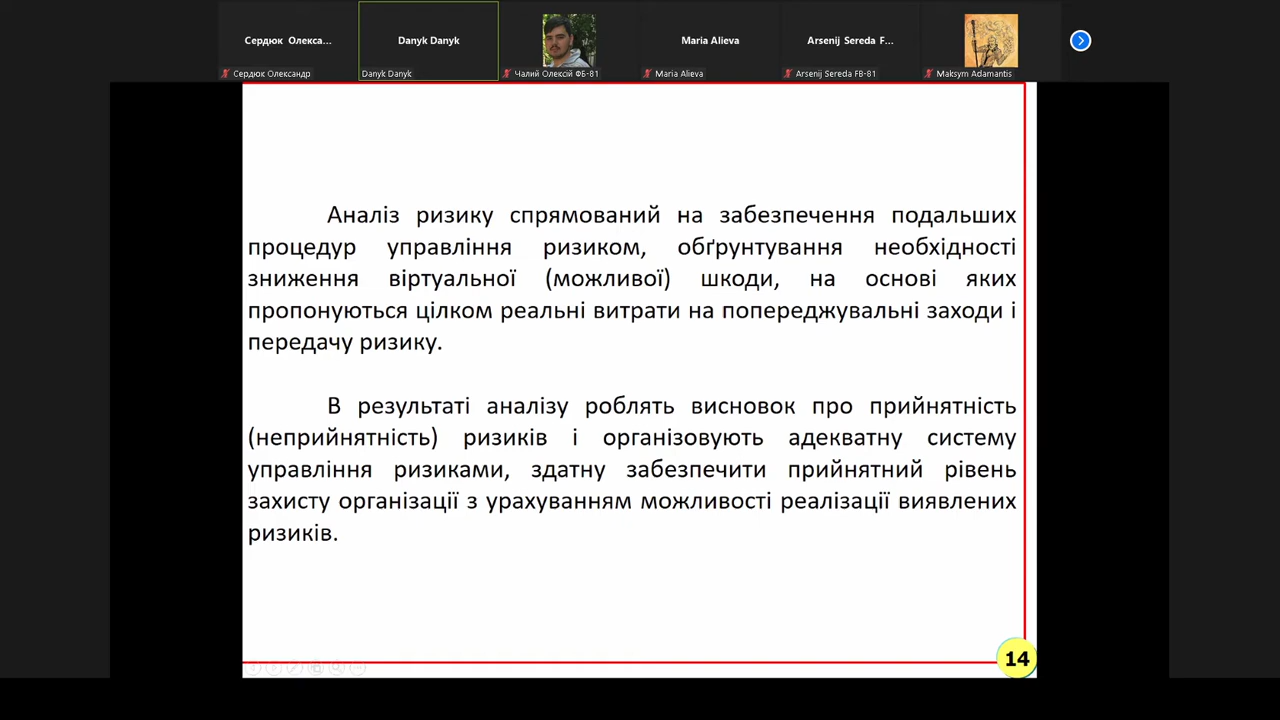 Сердюк Олекса...
Danyk Danyk
Maria Alieva
Arsenij Sereda F...
Сердюк Олександр
Danyk Danyk
Чалий Олексій ФБ-81
Maria Alieva
Arsenij Sereda FB-81
Maksym Adamantis
Аналіз ризику спрямований на забезпечення подальших
процедур управління ризиком, обґрунтування необхідності
зниження віртуальної (можливої) шкоди, на основі яких
пропонуються цілком реальні витрати на попереджувальні заходи і
передачу ризику.
В результаті аналізу роблять висновок про прийнятність
(неприйнятність) ризиків і організовують адекватну систему
управління ризиками, здатну забезпечити прийнятний рівень
захисту організації з урахуванням можливості реалізації виявлених
ризиків.
14